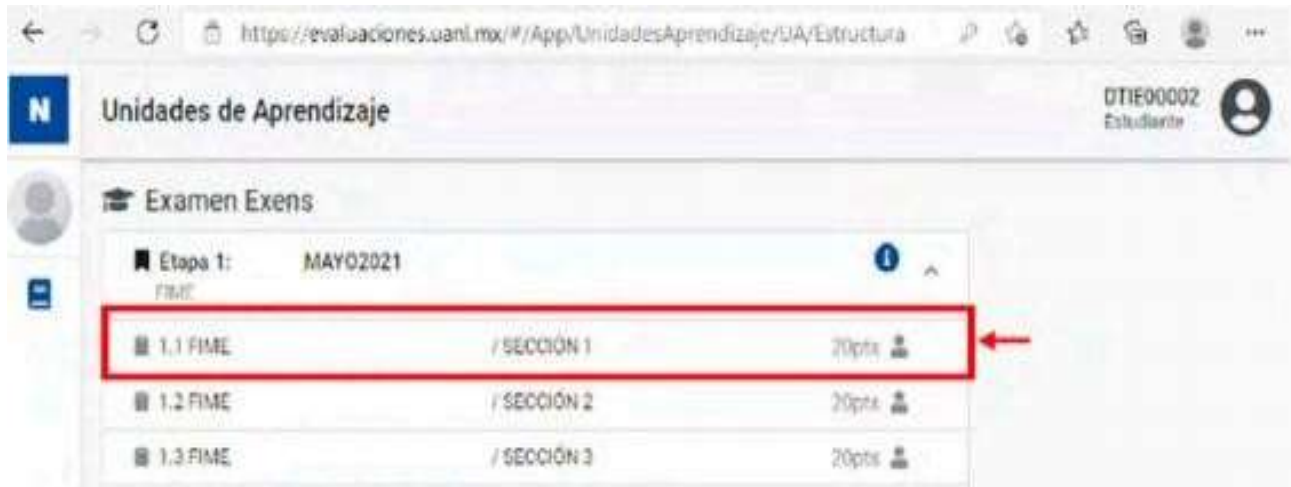 https://evaluaciones.uanl.mx/#/App/UnidadesAprendizaje/UA/Estructura
N Unidades de Aprendizaje DTIE00002
Estudiante
Examen Exens
Etapa 1: MAYO2021
FIME
1.1 FIME / SECCIÓN 1 20pts
1.2 FIME / SECCIÓN 2 20pts
1.3 FIME / SECCIÓN 3 20pts